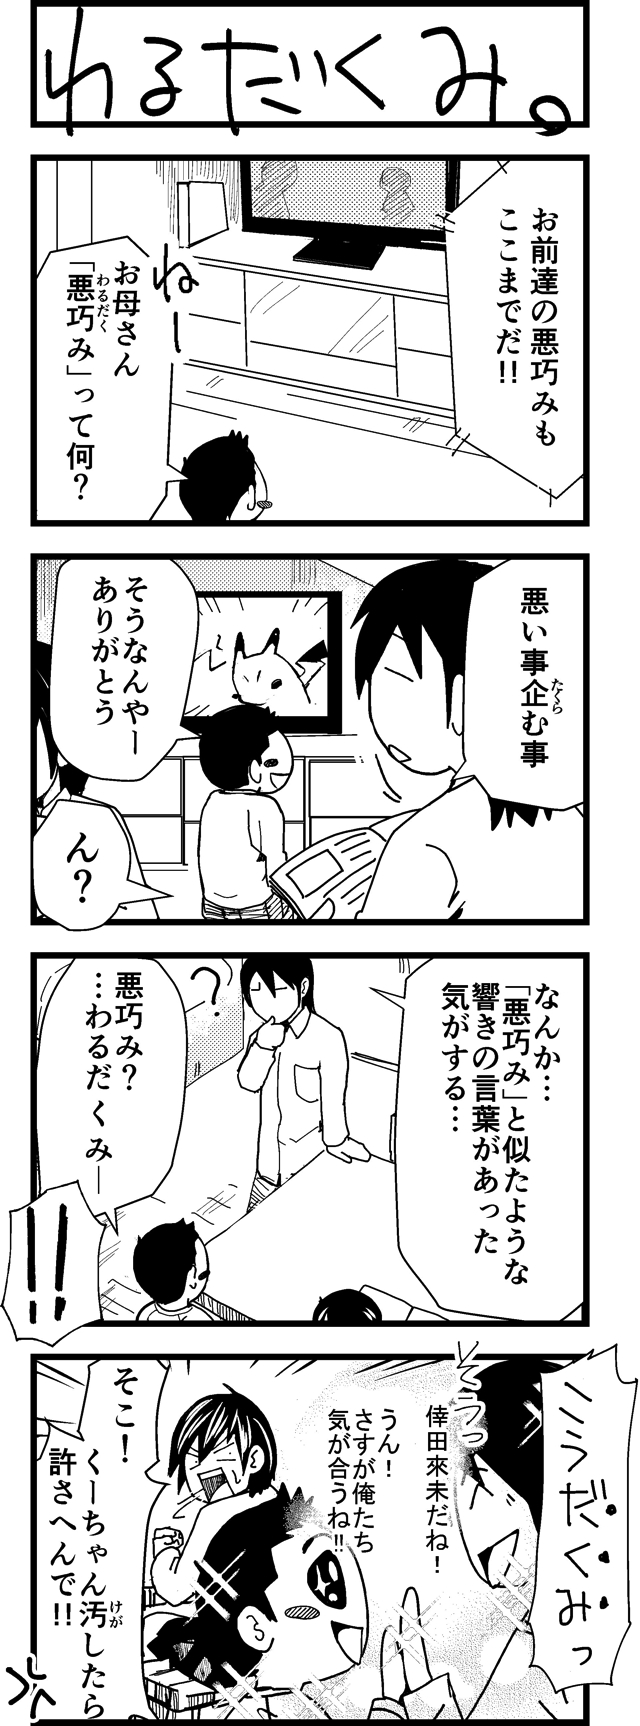 わるだくみ。
お前達の悪巧みも
ここまでだ!!
ねー
お母さん
「悪巧み」って何?
わるだく
悪い事企む事
たくら
そうなんやー
ありがとう
ん?
なんか…
「悪巧み」と似たような
響きの言葉があった
気がする…
?
悪巧み?
…わるだくみ―
!!
こうだくみっ
そうっ
倖田來未だね!
うん!
さすが俺たち
気が合うね!!
そこ!
くーちゃん汚したら
けが
許さへんで!!